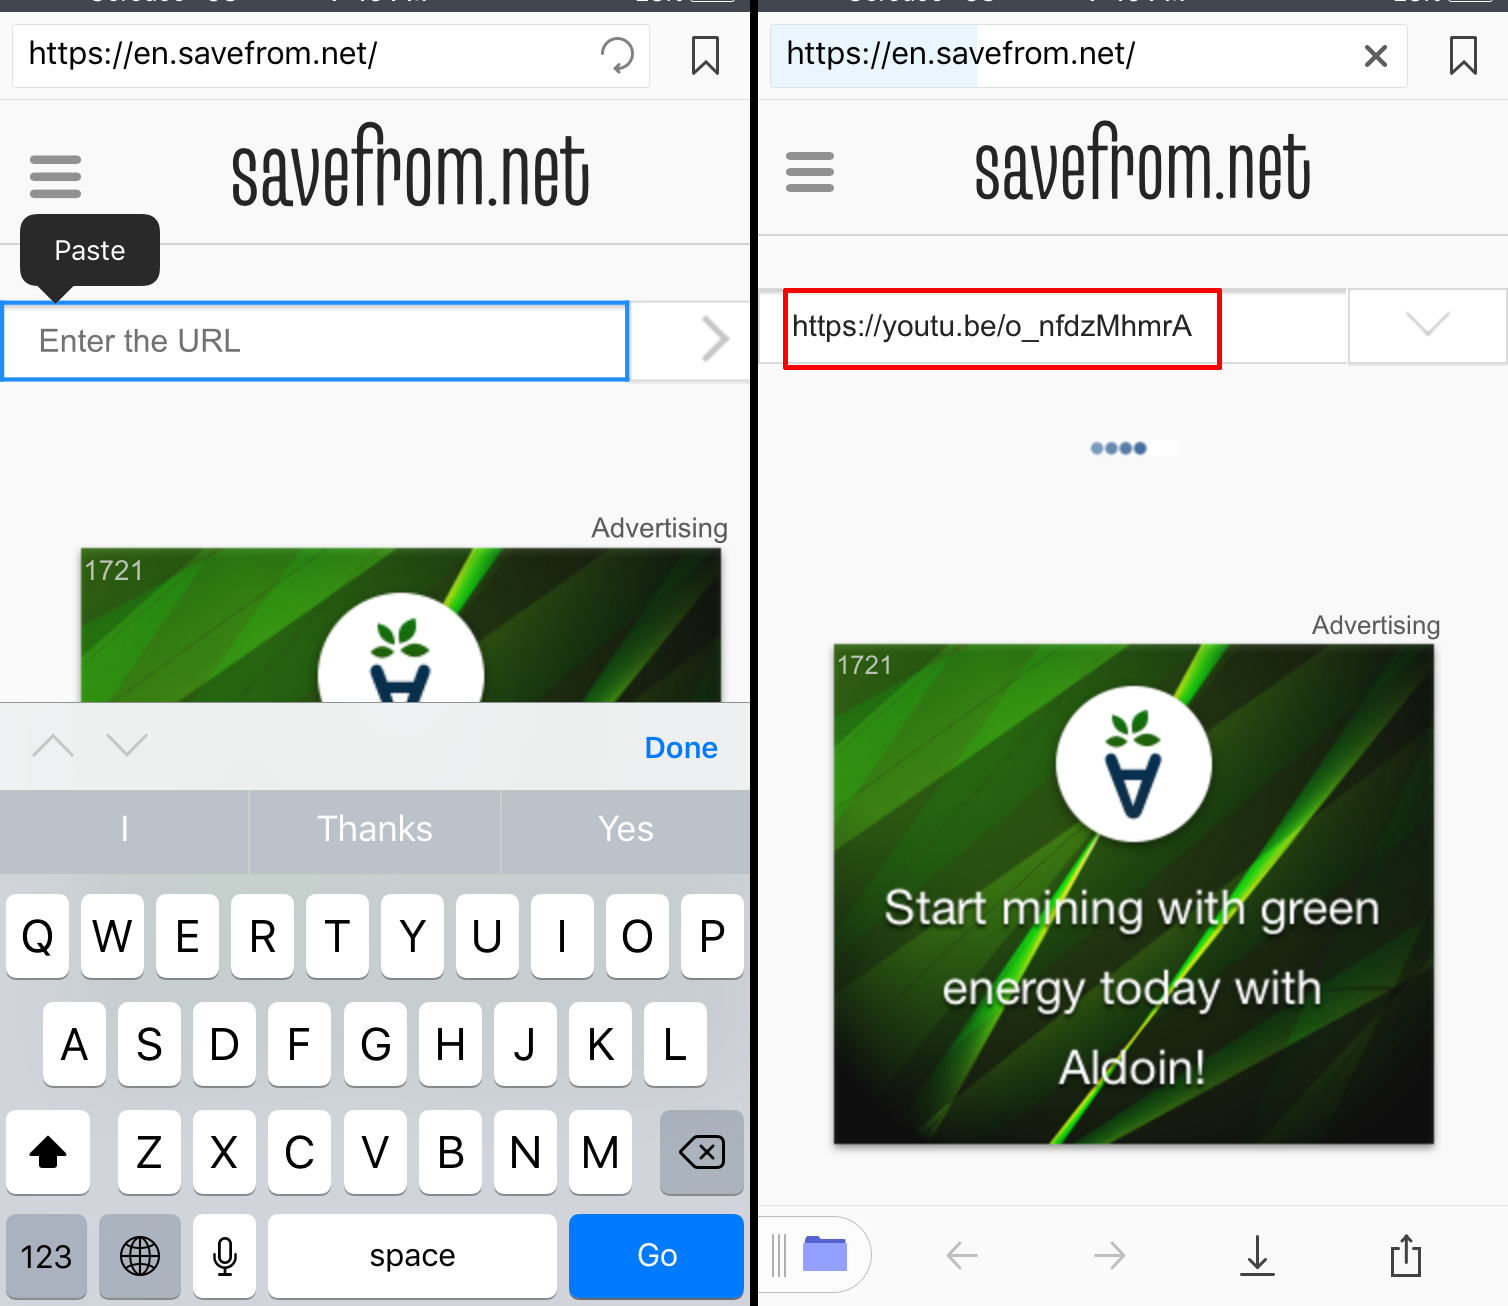 https://en.savefrom.net/
savefrom.net
Paste
Enter the URL
Advertising
1721
Done
I Thanks Yes
Q W E R T Y U I O P
A S D F G H J K L
Z X C V B N M
123 space Go
https://en.savefrom.net/
savefrom.net
https://youtu.be/o_nfdzMhmrA
Advertising
1721
Start mining with green
energy today with
Aldoin!